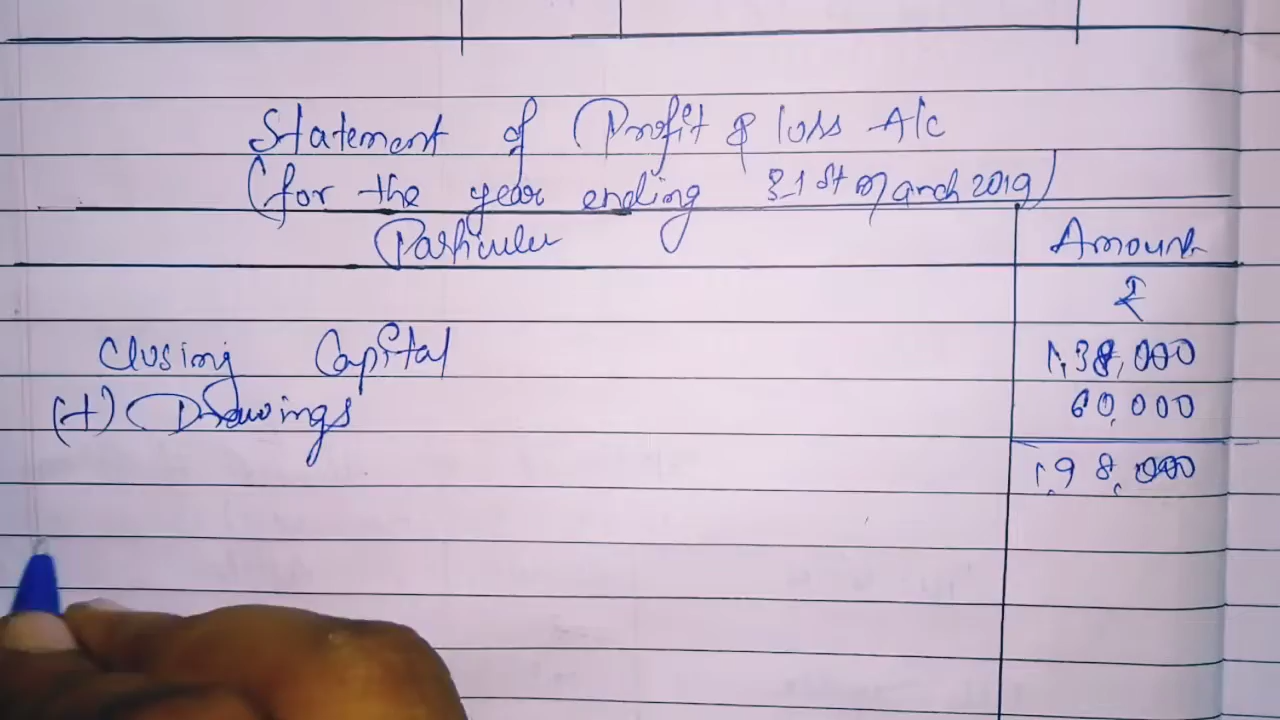 Statement of Profit & loss A/c
(for the year ending 31st March 2019)
Particular Amount
₹
Closing Capital 1,38,000
(+) Drawings 60,000
1,98,000